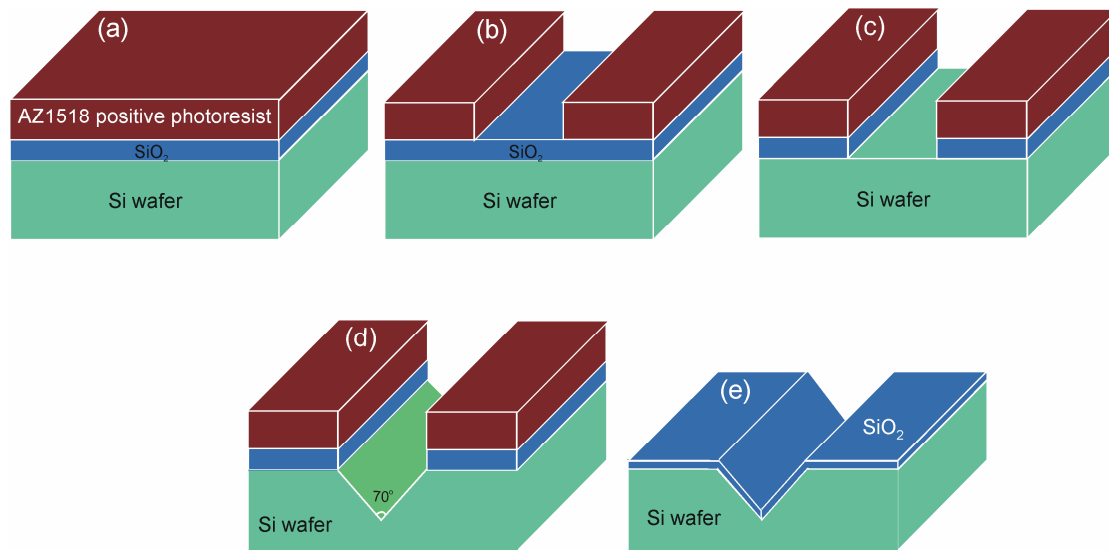 (a)
AZ1518 positive photoresist
SiO₂
Si wafer
(b)
SiO₂
Si wafer
(c)
Si wafer
(d)
70°
Si wafer
(e)
SiO₂
Si wafer